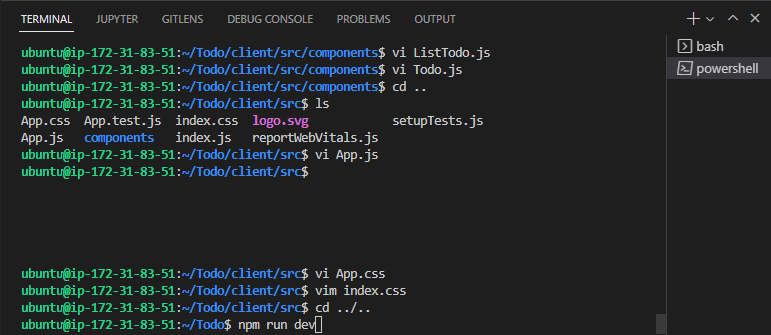 TERMINAL JUPYTER GITLENS DEBUG CONSOLE PROBLEMS OUTPUT
ubuntu@ip-172-31-83-51:~/Todo/client/src/components$ vi ListTodo.js
ubuntu@ip-172-31-83-51:~/Todo/client/src/components$ vi Todo.js
ubuntu@ip-172-31-83-51:~/Todo/client/src/components$ cd ..
ubuntu@ip-172-31-83-51:~/Todo/client/src$ ls
App.css App.test.js index.css logo.svg setupTests.js
App.js components index.js reportWebVitals.js
ubuntu@ip-172-31-83-51:~/Todo/client/src$ vi App.js
ubuntu@ip-172-31-83-51:~/Todo/client/src$
ubuntu@ip-172-31-83-51:~/Todo/client/src$ vi App.css
ubuntu@ip-172-31-83-51:~/Todo/client/src$ vim index.css
ubuntu@ip-172-31-83-51:~/Todo/client/src$ cd ../..
ubuntu@ip-172-31-83-51:~/Todo$ npm run dev
bash
powershell